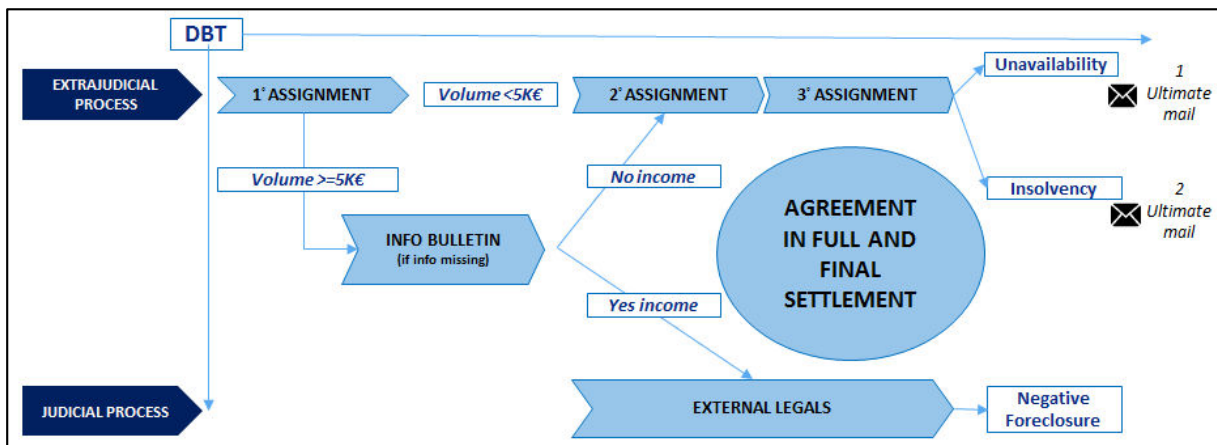 DBT
EXTRAJUDICIAL
PROCESS
1° ASSIGNMENT
Volume <5K€
2° ASSIGNMENT
3° ASSIGNMENT
Unavailability
1
Ultimate
mail
Volume >=5K€
No income
Insolvency
2
Ultimate
mail
INFO BULLETIN
(if info missing)
AGREEMENT
IN FULL AND
FINAL
SETTLEMENT
Yes income
JUDICIAL PROCESS
EXTERNAL LEGALS
Negative
Foreclosure